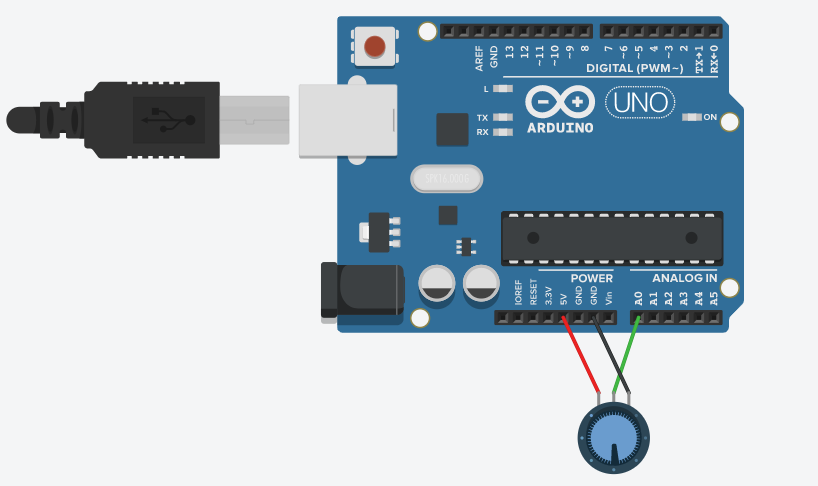 AREF
GND
13
12
~11
~10
~9
8
7
~6
~5
4
~3
2
TX→1
RX←0
DIGITAL (PWM~)
L
TX
RX
UNO
ON
ARDUINO
POWER
ANALOG IN
IOREF
RESET
3.3V
5V
GND
GND
Vin
A0
A1
A2
A3
A4
A5